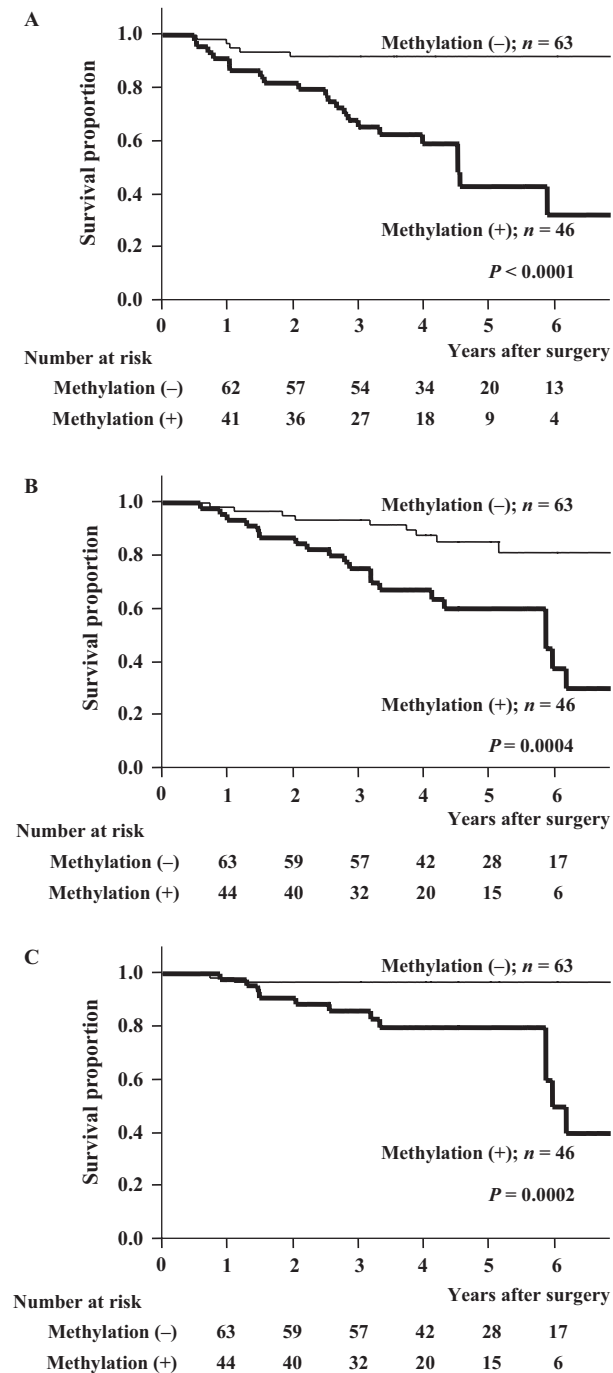 A
Survival proportion
1.0
0.8
0.6
0.4
0.2
0.0
Methylation (–); n = 63
Methylation (+); n = 46
P < 0.0001
0 1 2 3 4 5 6
Number at risk
Years after surgery
Methylation (–) 62 57 54 34 20 13
Methylation (+) 41 36 27 18 9 4
B
Survival proportion
1.0
0.8
0.6
0.4
0.2
0.0
Methylation (–); n = 63
Methylation (+); n = 46
P = 0.0004
0 1 2 3 4 5 6
Years after surgery
Number at risk
Methylation (–) 63 59 57 42 28 17
Methylation (+) 44 40 32 20 15 6
C
Survival proportion
1.0
0.8
0.6
0.4
0.2
0.0
Methylation (–); n = 63
Methylation (+); n = 46
P = 0.0002
0 1 2 3 4 5 6
Years after surgery
Number at risk
Methylation (–) 63 59 57 42 28 17
Methylation (+) 44 40 32 20 15 6